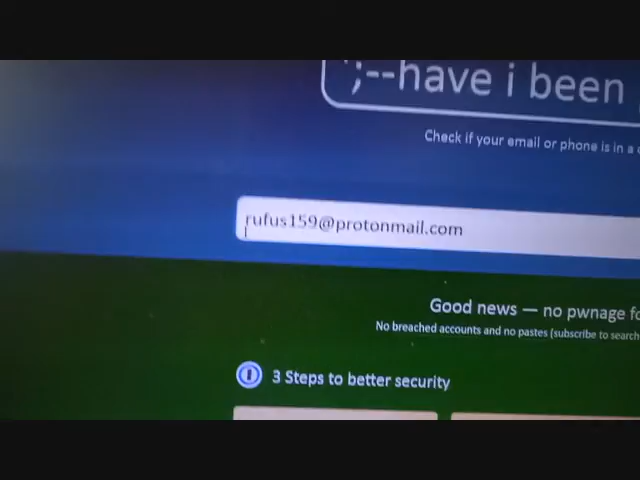 ';--have i been
Check if your email or phone is in a
rufus159@protonmail.com
Good news — no pwnage fo
No breached accounts and no pastes (subscribe to search
3 Steps to better security